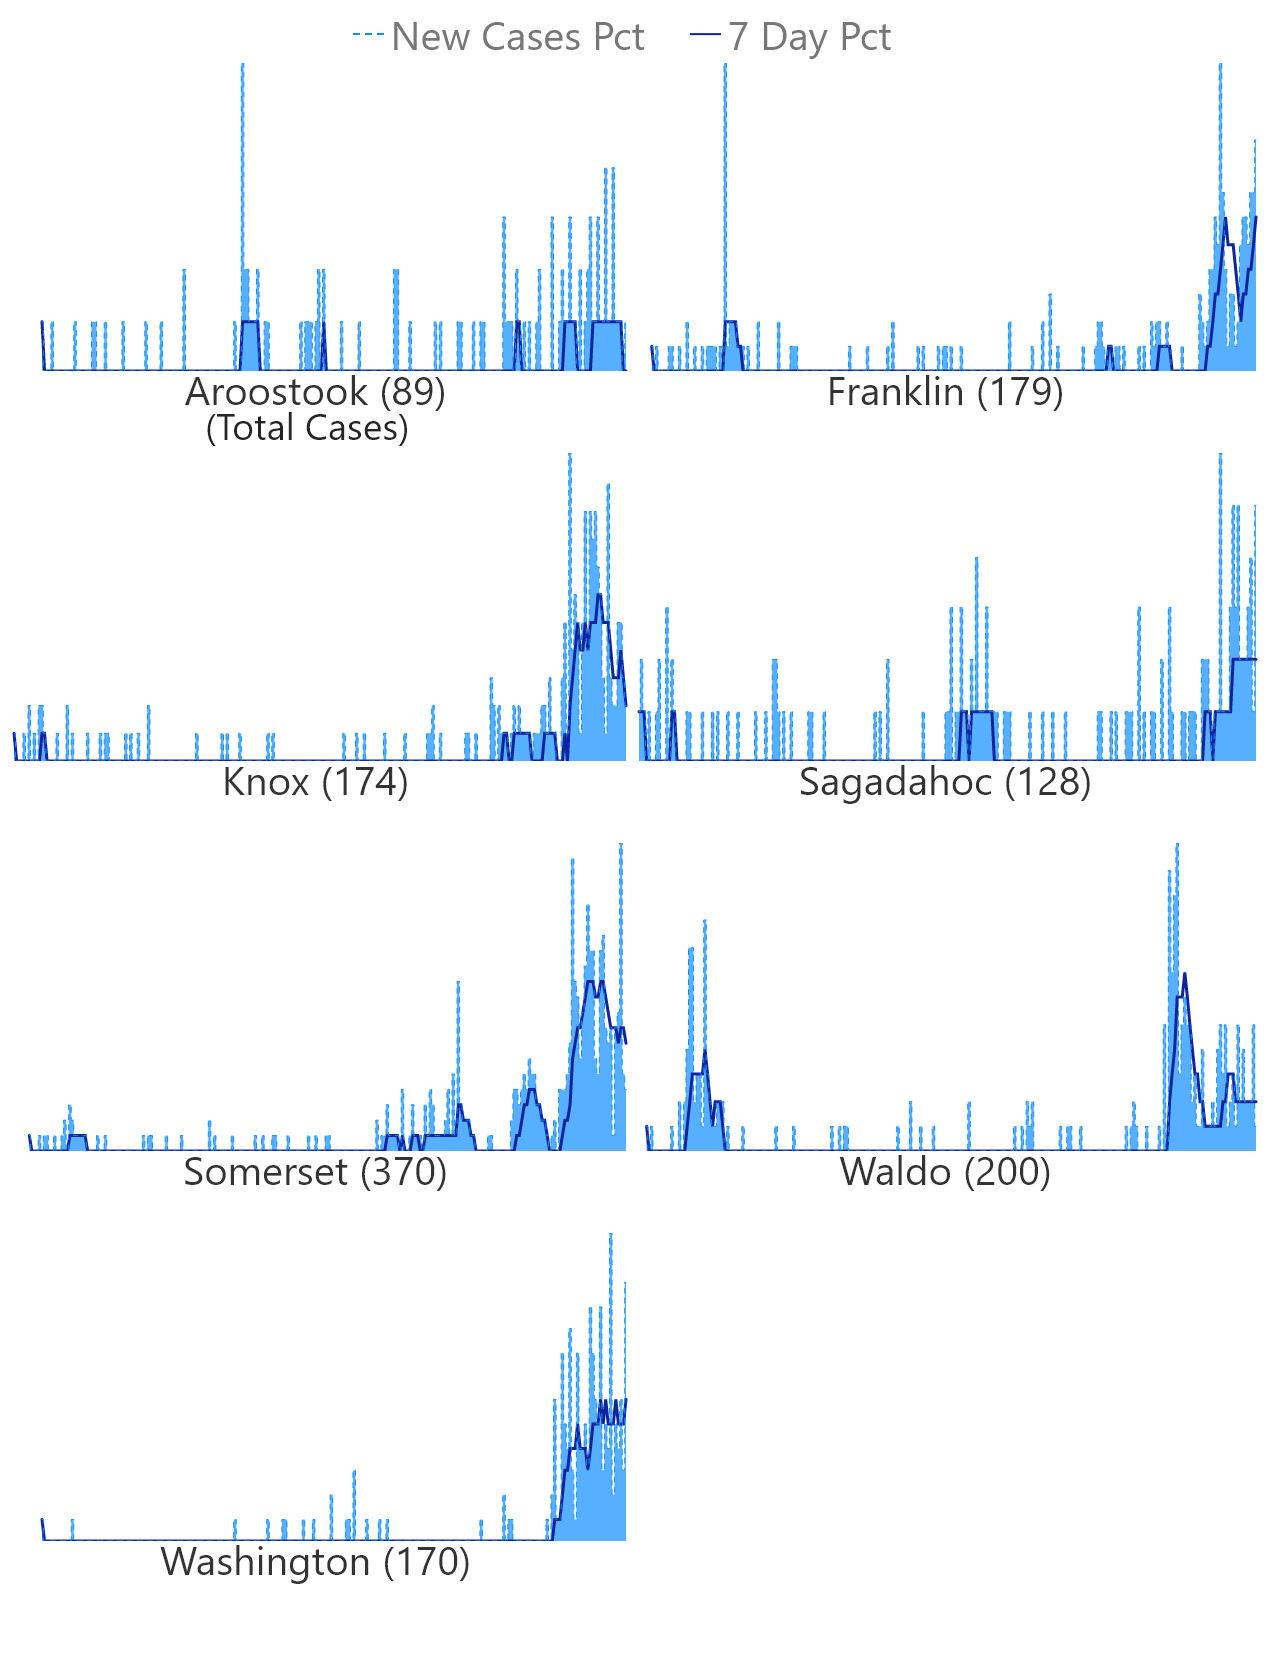 New Cases Pct 7 Day Pct
Aroostook (89) Franklin (179)
(Total Cases)
Knox (174) Sagadahoc (128)
Somerset (370) Waldo (200)
Washington (170)